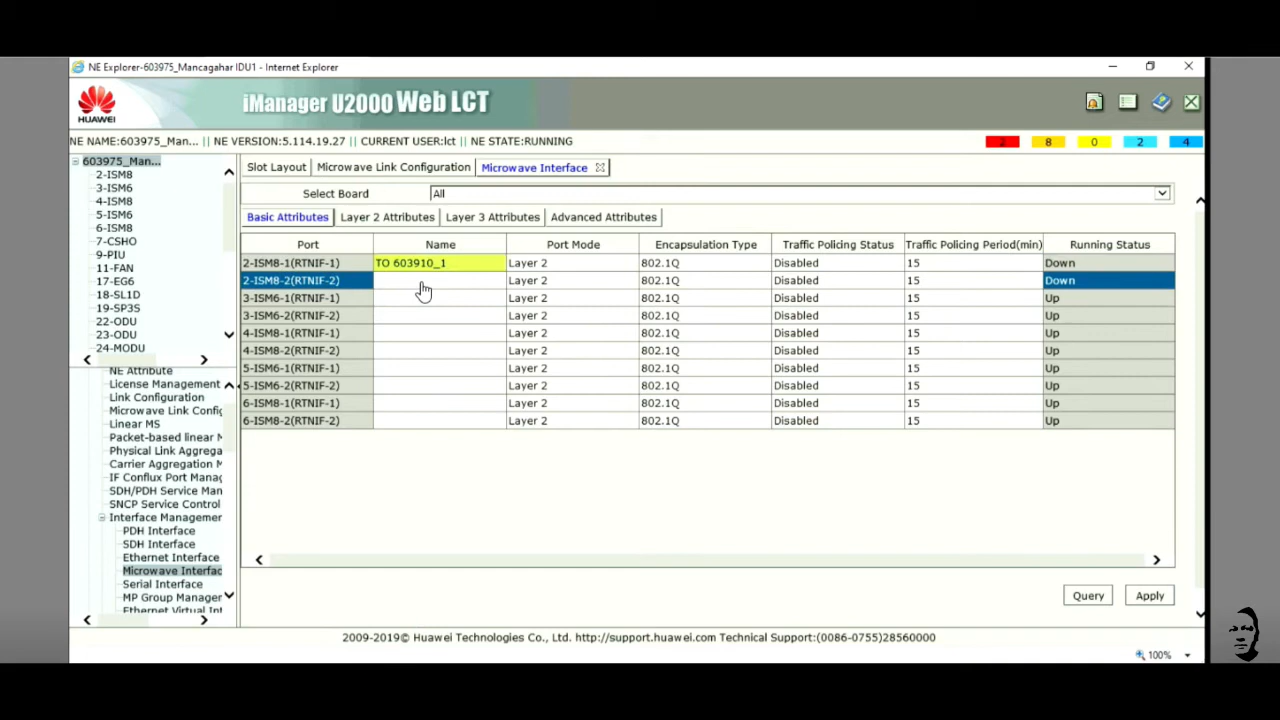 NE Explorer-603975_Mancagahar IDU1 - Internet Explorer
HUAWEI
iManager U2000 Web LCT
NE NAME:603975_Man... || NE VERSION:5.114.19.27 || CURRENT USER:lct || NE STATE:RUNNING
2 8 0 2 4
603975_Man...
2-ISM8
3-ISM6
4-ISM8
5-ISM6
6-ISM8
7-CSHO
9-PIU
11-FAN
17-EG6
18-SL1D
19-SP3S
22-ODU
23-ODU
24-MODU
NE Attribute
License Management
Link Configuration
Microwave Link Config
Linear MS
Packet-based linear M
Physical Link Aggrega
Carrier Aggregation M
IF Conflux Port Manag
SDH/PDH Service Man
SNCP Service Control
Interface Managemer
PDH Interface
SDH Interface
Ethernet Interface
Microwave Interfac
Serial Interface
MP Group Manager
Ethernet Virtual Int
Slot Layout Microwave Link Configuration Microwave Interface
Select Board All
Basic Attributes Layer 2 Attributes Layer 3 Attributes Advanced Attributes
Port Name Port Mode Encapsulation Type Traffic Policing Status Traffic Policing Period(min) Running Status
2-ISM8-1(RTNIF-1) TO 603910_1 Layer 2 802.1Q Disabled 15 Down
2-ISM8-2(RTNIF-2) Layer 2 802.1Q Disabled 15 Down
3-ISM6-1(RTNIF-1) Layer 2 802.1Q Disabled 15 Up
3-ISM6-2(RTNIF-2) Layer 2 802.1Q Disabled 15 Up
4-ISM8-1(RTNIF-1) Layer 2 802.1Q Disabled 15 Up
4-ISM8-2(RTNIF-2) Layer 2 802.1Q Disabled 15 Up
5-ISM6-1(RTNIF-1) Layer 2 802.1Q Disabled 15 Up
5-ISM6-2(RTNIF-2) Layer 2 802.1Q Disabled 15 Up
6-ISM8-1(RTNIF-1) Layer 2 802.1Q Disabled 15 Up
6-ISM8-2(RTNIF-2) Layer 2 802.1Q Disabled 15 Up
Query Apply
2009-2019© Huawei Technologies Co., Ltd. http://support.huawei.com Technical Support:(0086-0755)28560000
100%